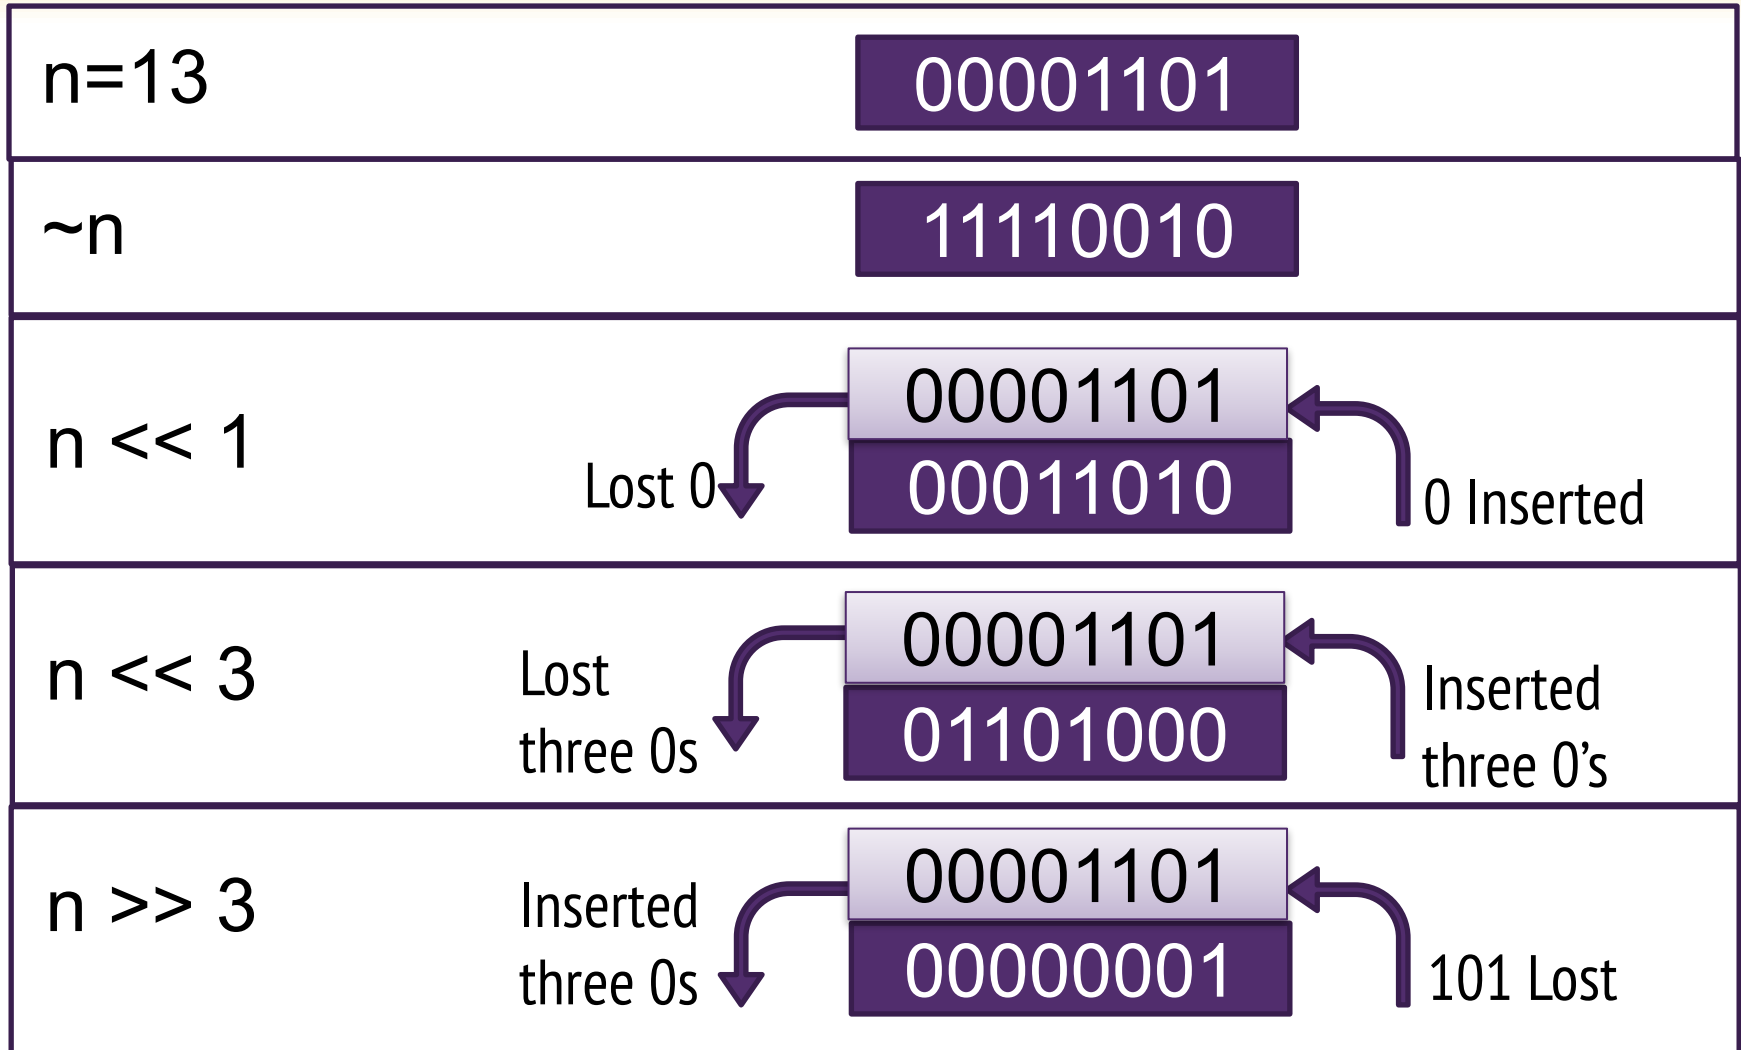 n=13
00001101
~n
11110010
n << 1
00001101
Lost 0
00011010
0 Inserted
n << 3
00001101
Lost
three 0s
01101000
Inserted
three 0’s
n >> 3
00001101
Inserted
three 0s
00000001
101 Lost